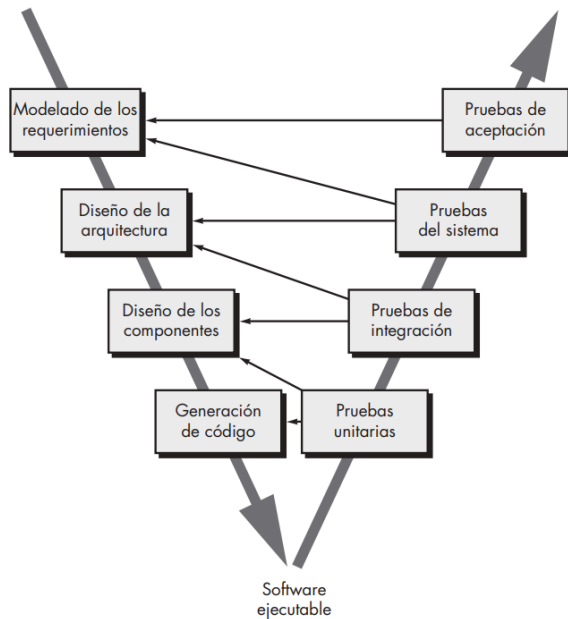 Modelado de los
requerimientos
Pruebas de
aceptación
Diseño de la
arquitectura
Pruebas
del sistema
Diseño de los
componentes
Pruebas de
integración
Generación
de código
Pruebas
unitarias
Software
ejecutable